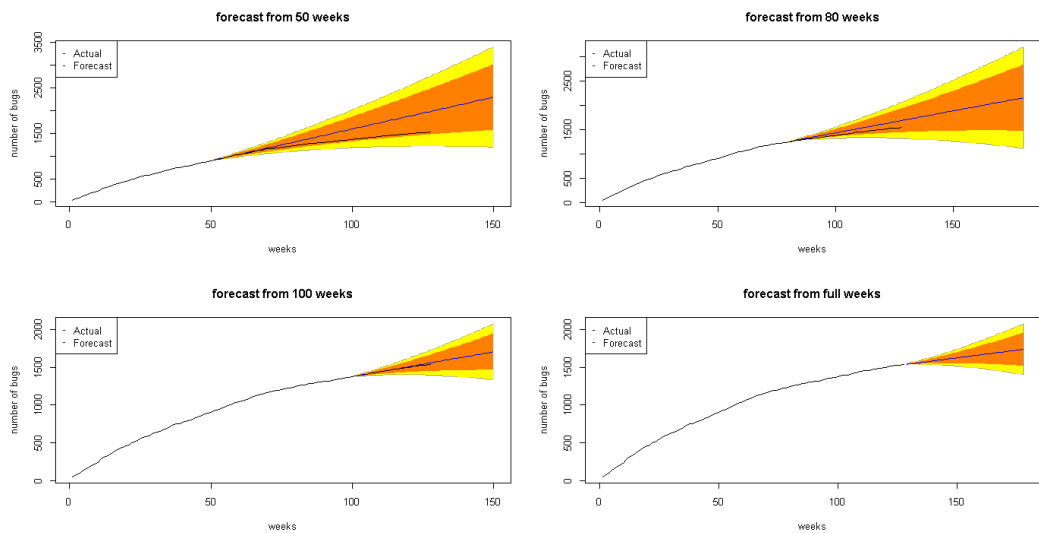 forecast from 50 weeks
number of bugs
0 500 1500 2500 3500
- Actual
- Forecast
0 50 100 150
weeks
forecast from 80 weeks
number of bugs
0 500 1500 2500
- Actual
- Forecast
0 50 100 150
weeks
forecast from 100 weeks
number of bugs
0 500 1000 1500 2000
- Actual
- Forecast
0 50 100 150
weeks
forecast from full weeks
number of bugs
0 500 1000 1500 2000
- Actual
- Forecast
0 50 100 150
weeks